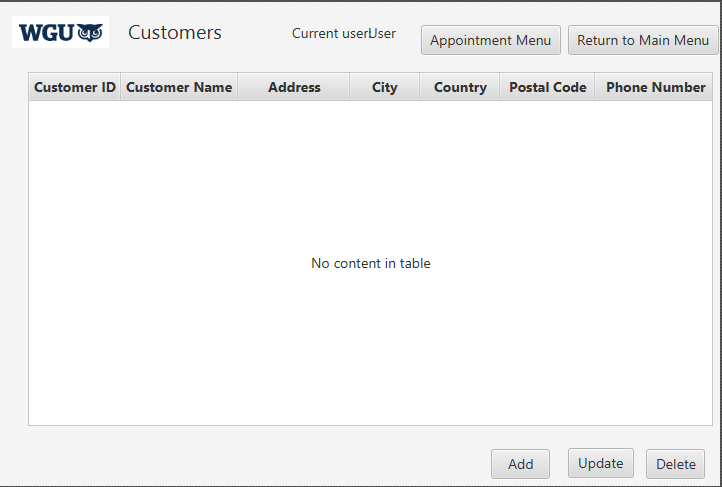 WGU Customers Current userUser Appointment Menu Return to Main Menu
Customer ID Customer Name Address City Country Postal Code Phone Number
No content in table
Add Update Delete